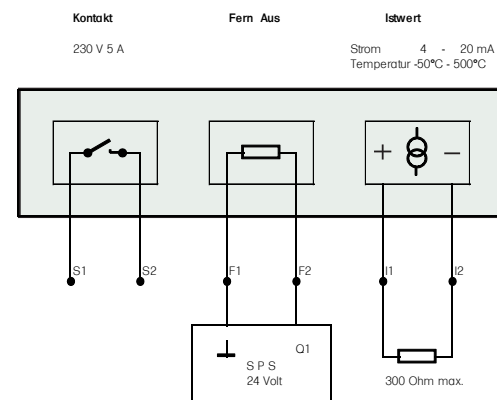 Kontakt Fern Aus Istwert
230 V 5 A Strom 4 - 20 mA
Temperatur -50°C - 500°C
+ −
S1 S2 F1 F2 I1 I2
Q1
S P S
24 Volt 300 Ohm max.